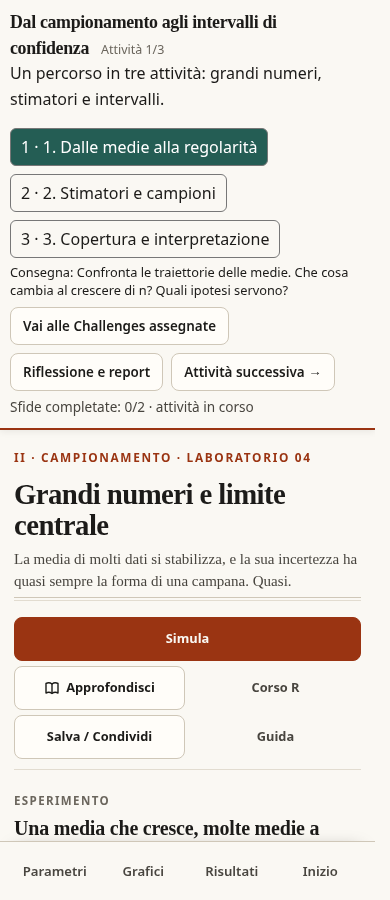 Dal campionamento agli intervalli di
confidenza Attività 1/3
Un percorso in tre attività: grandi numeri,
stimatori e intervalli.
1 · 1. Dalle medie alla regolarità
2 · 2. Stimatori e campioni
3 · 3. Copertura e interpretazione
Consegna: Confronta le traiettorie delle medie. Che cosa
cambia al crescere di n? Quali ipotesi servono?
Vai alle Challenges assegnate
Riflessione e report Attività successiva →
Sfide completate: 0/2 · attività in corso
II · CAMPIONAMENTO · LABORATORIO 04
Grandi numeri e limite
centrale
La media di molti dati si stabilizza, e la sua incertezza ha
quasi sempre la forma di una campana. Quasi.
Simula
Approfondisci Corso R
Salva / Condividi Guida
ESPERIMENTO
Una media che cresce, molte medie a
Parametri Grafici Risultati Inizio